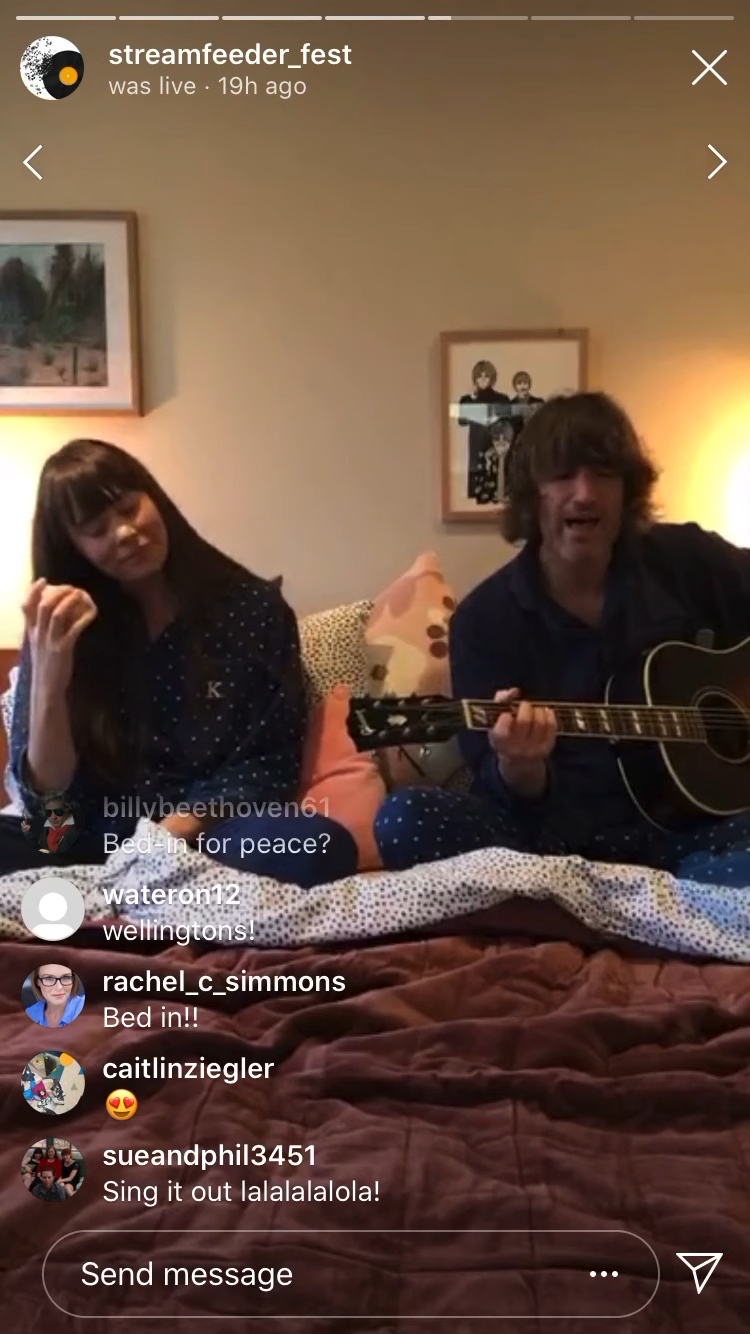 streamfeeder_fest
was live · 19h ago
K
billybeethoven61
Bed-in for peace?
wateron12
wellingtons!
rachel_c_simmons
Bed in!!
caitlinziegler
😍
sueandphil3451
Sing it out lalalalalola!
Send message